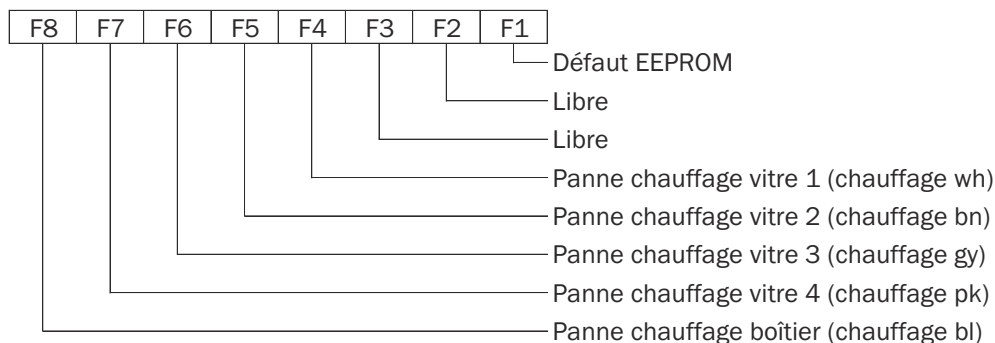 F8 F7 F6 F5 F4 F3 F2 F1
Défaut EEPROM
Libre
Libre
Panne chauffage vitre 1 (chauffage wh)
Panne chauffage vitre 2 (chauffage bn)
Panne chauffage vitre 3 (chauffage gy)
Panne chauffage vitre 4 (chauffage pk)
Panne chauffage boîtier (chauffage bl)